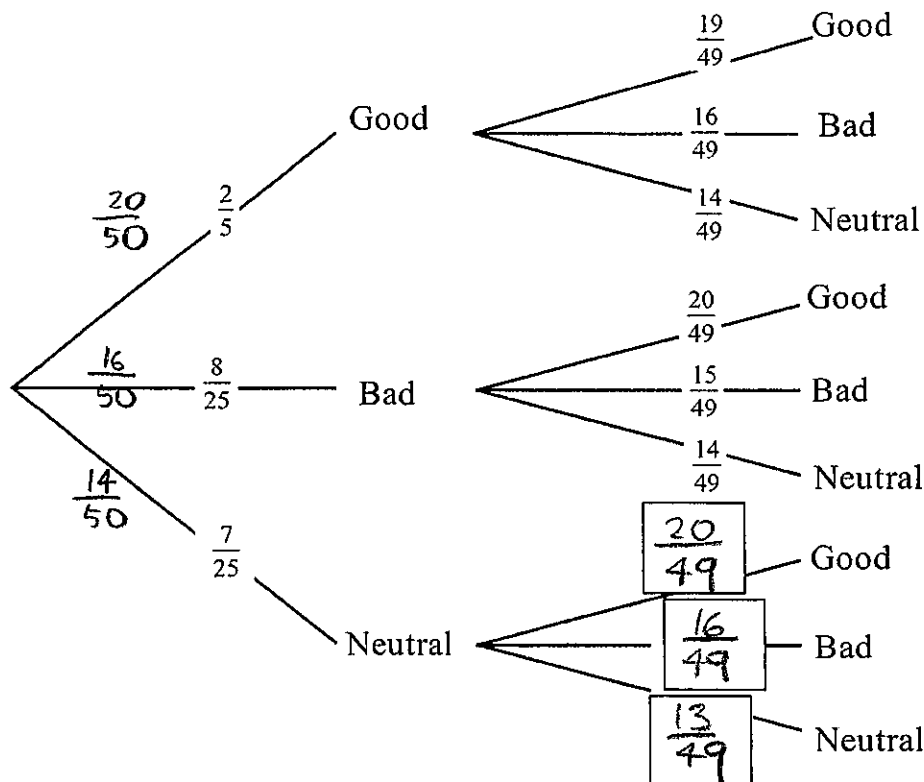 19/49 Good
Good 16/49 Bad
20/50 2/5 14/49 Neutral
20/49 Good
16/50 8/25 Bad 15/49 Bad
14/50 14/49 Neutral
7/25 20/49 Good
Neutral 16/49 Bad
13/49 Neutral